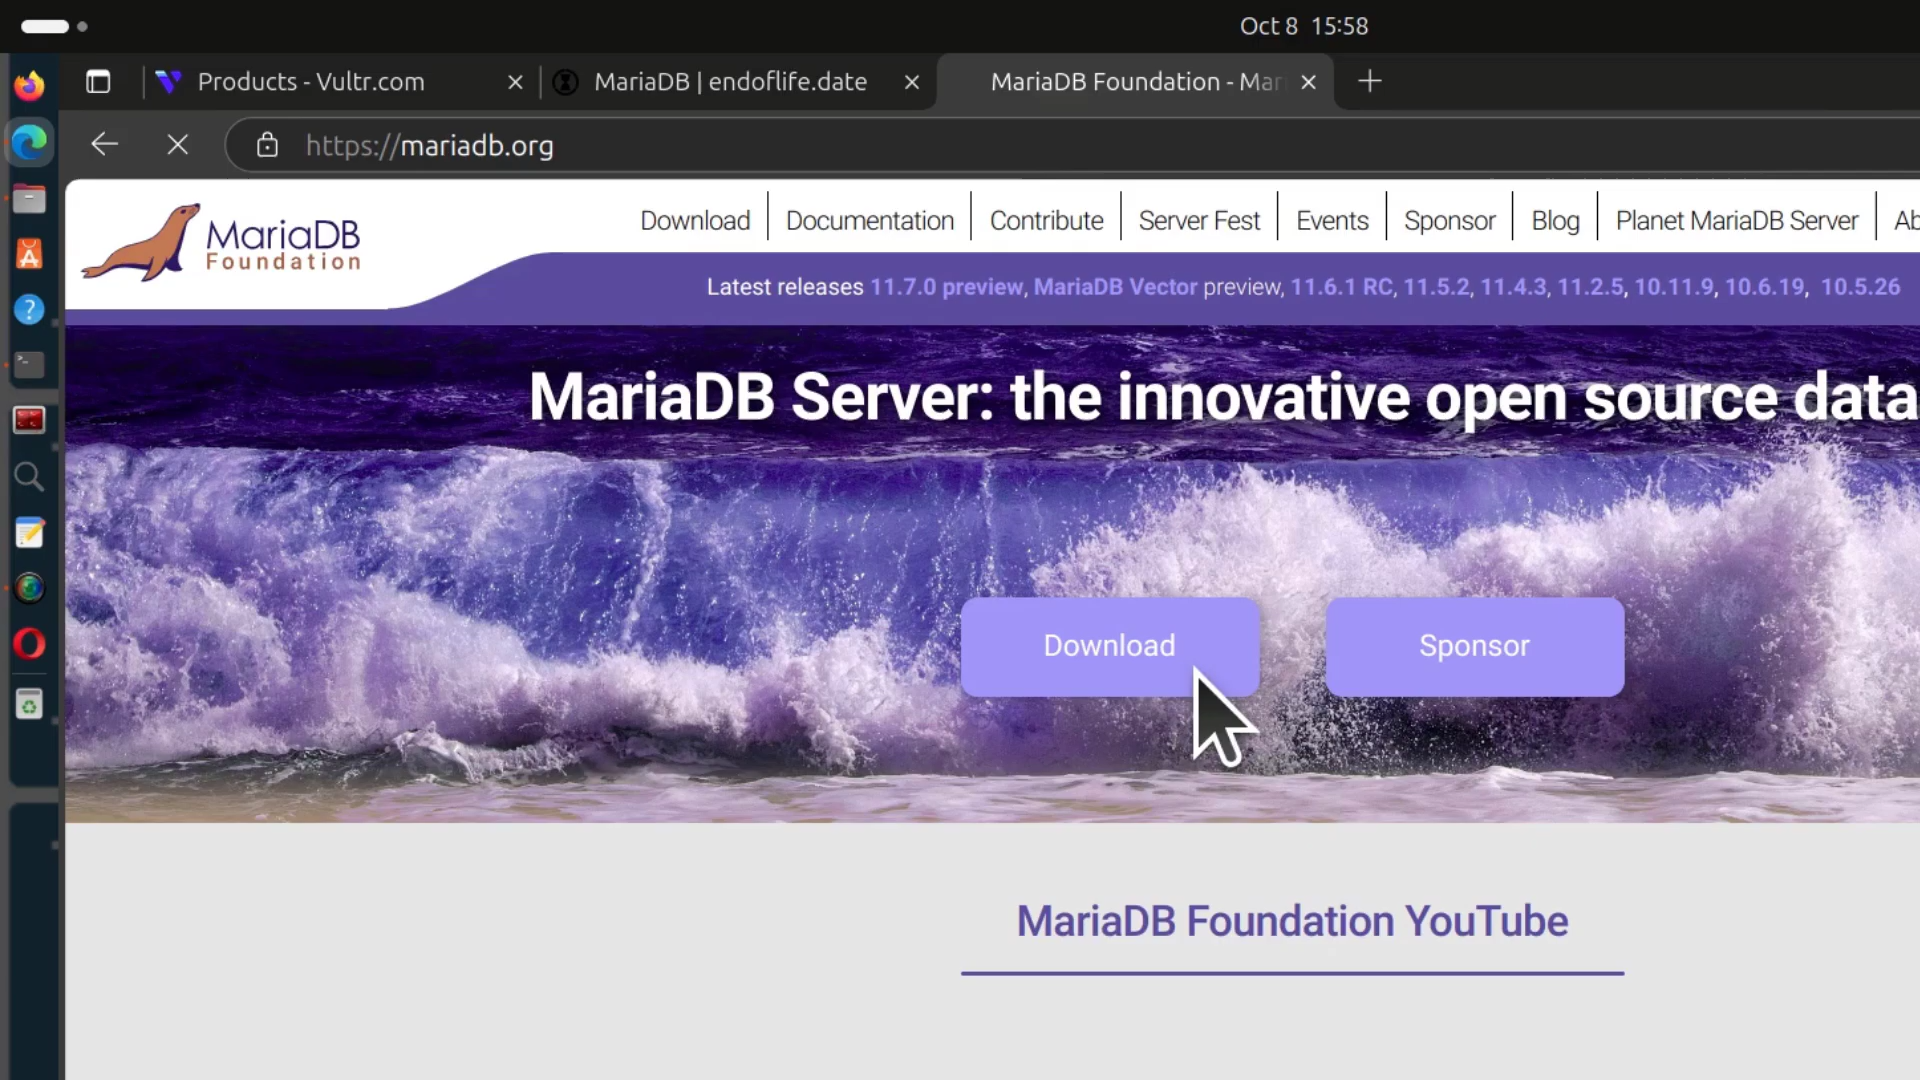 Oct 8 15:58
Products - Vultr.com
MariaDB | endoflife.date
MariaDB Foundation - Mar
https://mariadb.org
MariaDB
Foundation
Download
Documentation
Contribute
Server Fest
Events
Sponsor
Blog
Planet MariaDB Server
Ab
Latest releases 11.7.0 preview, MariaDB Vector preview, 11.6.1 RC, 11.5.2, 11.4.3, 11.2.5, 10.11.9, 10.6.19, 10.5.26
MariaDB Server: the innovative open source data
Download
Sponsor
MariaDB Foundation YouTube